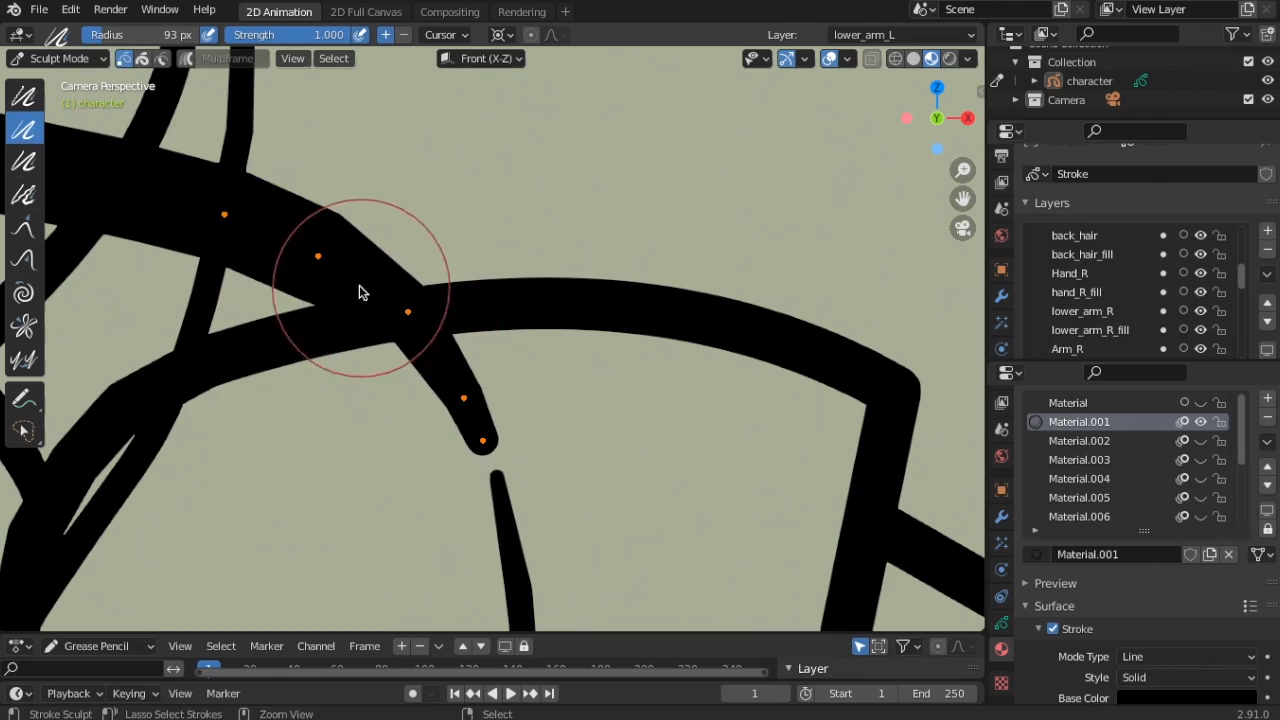 File Edit Render Window Help 2D Animation 2D Full Canvas Compositing Rendering + Scene View Layer
Radius 93 px Strength 1.000 Cursor Layer: lower_arm_L
Sculpt Mode Multiframe View Select Front (X-Z)
Camera Perspective
(1) character
Z
Y
X
Collection
character
Camera
Stroke
Layers
back_hair
back_hair_fill
Hand_R
hand_R_fill
lower_arm_R
lower_arm_R_fill
Arm_R
Material
Material.001
Material.002
Material.003
Material.004
Material.005
Material.006
Material.001
Preview
Surface
Stroke
Mode Type Line
Style Solid
Base Color
Grease Pencil View Select Marker Channel Frame
1
Layer
Playback Keying View Marker 1 Start 1 End 250
Stroke Sculpt Lasso Select Strokes Zoom View Select 2.91.0